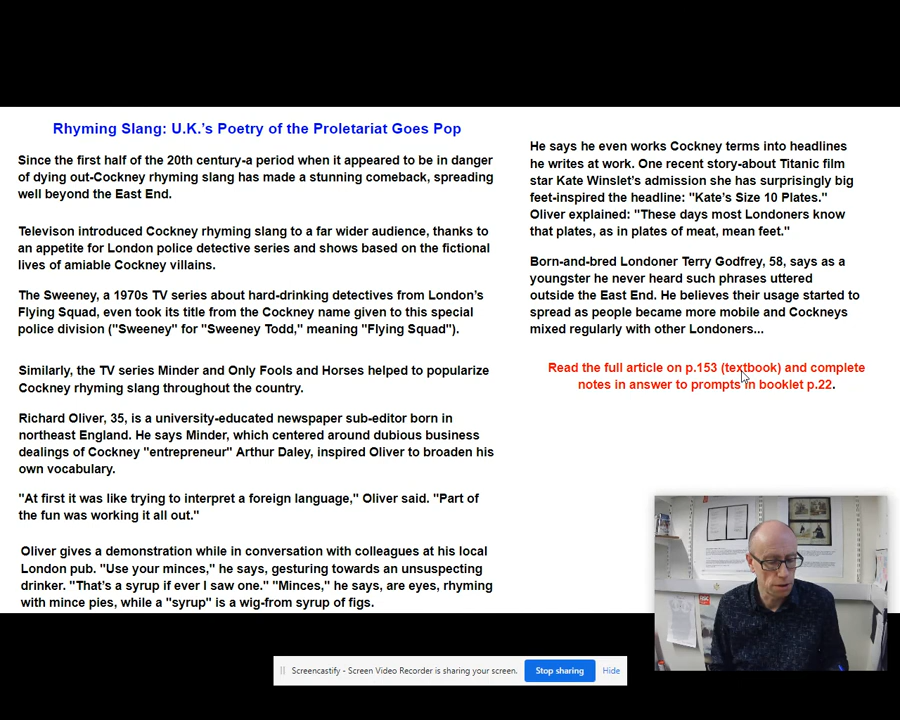 Rhyming Slang: U.K.'s Poetry of the Proletariat Goes Pop
Since the first half of the 20th century-a period when it appeared to be in danger
of dying out-Cockney rhyming slang has made a stunning comeback, spreading
well beyond the East End.
Televison introduced Cockney rhyming slang to a far wider audience, thanks to
an appetite for London police detective series and shows based on the fictional
lives of amiable Cockney villains.
The Sweeney, a 1970s TV series about hard-drinking detectives from London's
Flying Squad, even took its title from the Cockney name given to this special
police division ("Sweeney" for "Sweeney Todd," meaning "Flying Squad").
Similarly, the TV series Minder and Only Fools and Horses helped to popularize
Cockney rhyming slang throughout the country.
Richard Oliver, 35, is a university-educated newspaper sub-editor born in
northeast England. He says Minder, which centered around dubious business
dealings of Cockney "entrepreneur" Arthur Daley, inspired Oliver to broaden his
own vocabulary.
"At first it was like trying to interpret a foreign language," Oliver said. "Part of
the fun was working it all out."
Oliver gives a demonstration while in conversation with colleagues at his local
London pub. "Use your minces," he says, gesturing towards an unsuspecting
drinker. "That's a syrup if ever I saw one." "Minces," he says, are eyes, rhyming
with mince pies, while a "syrup" is a wig-from syrup of figs.
He says he even works Cockney terms into headlines
he writes at work. One recent story-about Titanic film
star Kate Winslet's admission she has surprisingly big
feet-inspired the headline: "Kate's Size 10 Plates."
Oliver explained: "These days most Londoners know
that plates, as in plates of meat, mean feet."
Born-and-bred Londoner Terry Godfrey, 58, says as a
youngster he never heard such phrases uttered
outside the East End. He believes their usage started to
spread as people became more mobile and Cockneys
mixed regularly with other Londoners...
Read the full article on p.153 (textbook) and complete
notes in answer to prompts in booklet p.22.
Screencastify - Screen Video Recorder is sharing your screen.
Stop sharing
Hide